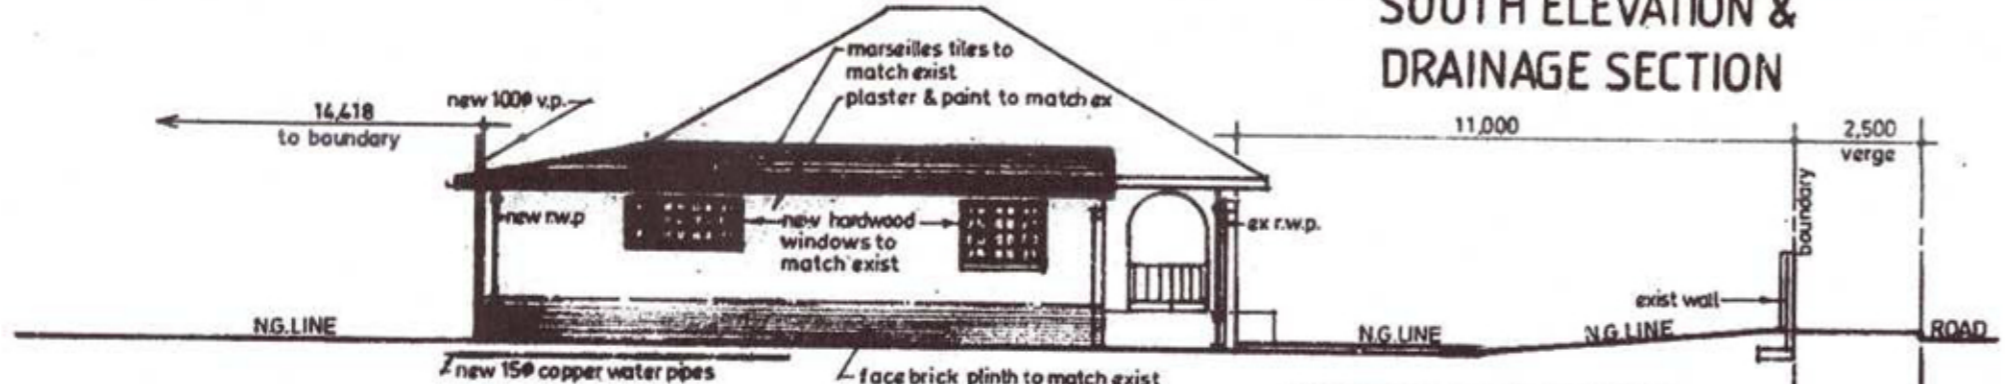 SOUTH ELEVATION &
DRAINAGE SECTION
marseilles tiles to
match exist
plaster & paint to match ex
new 100ø v.p.
14,418
to boundary
11,000
2,500
verge
boundary
new r.w.p
new hardwood
windows to
match exist
ex r.w.p.
exist wall
N.G. LINE
N.G. LINE
N.G. LINE
ROAD
new 15ø copper water pipes
face brick plinth to match exist